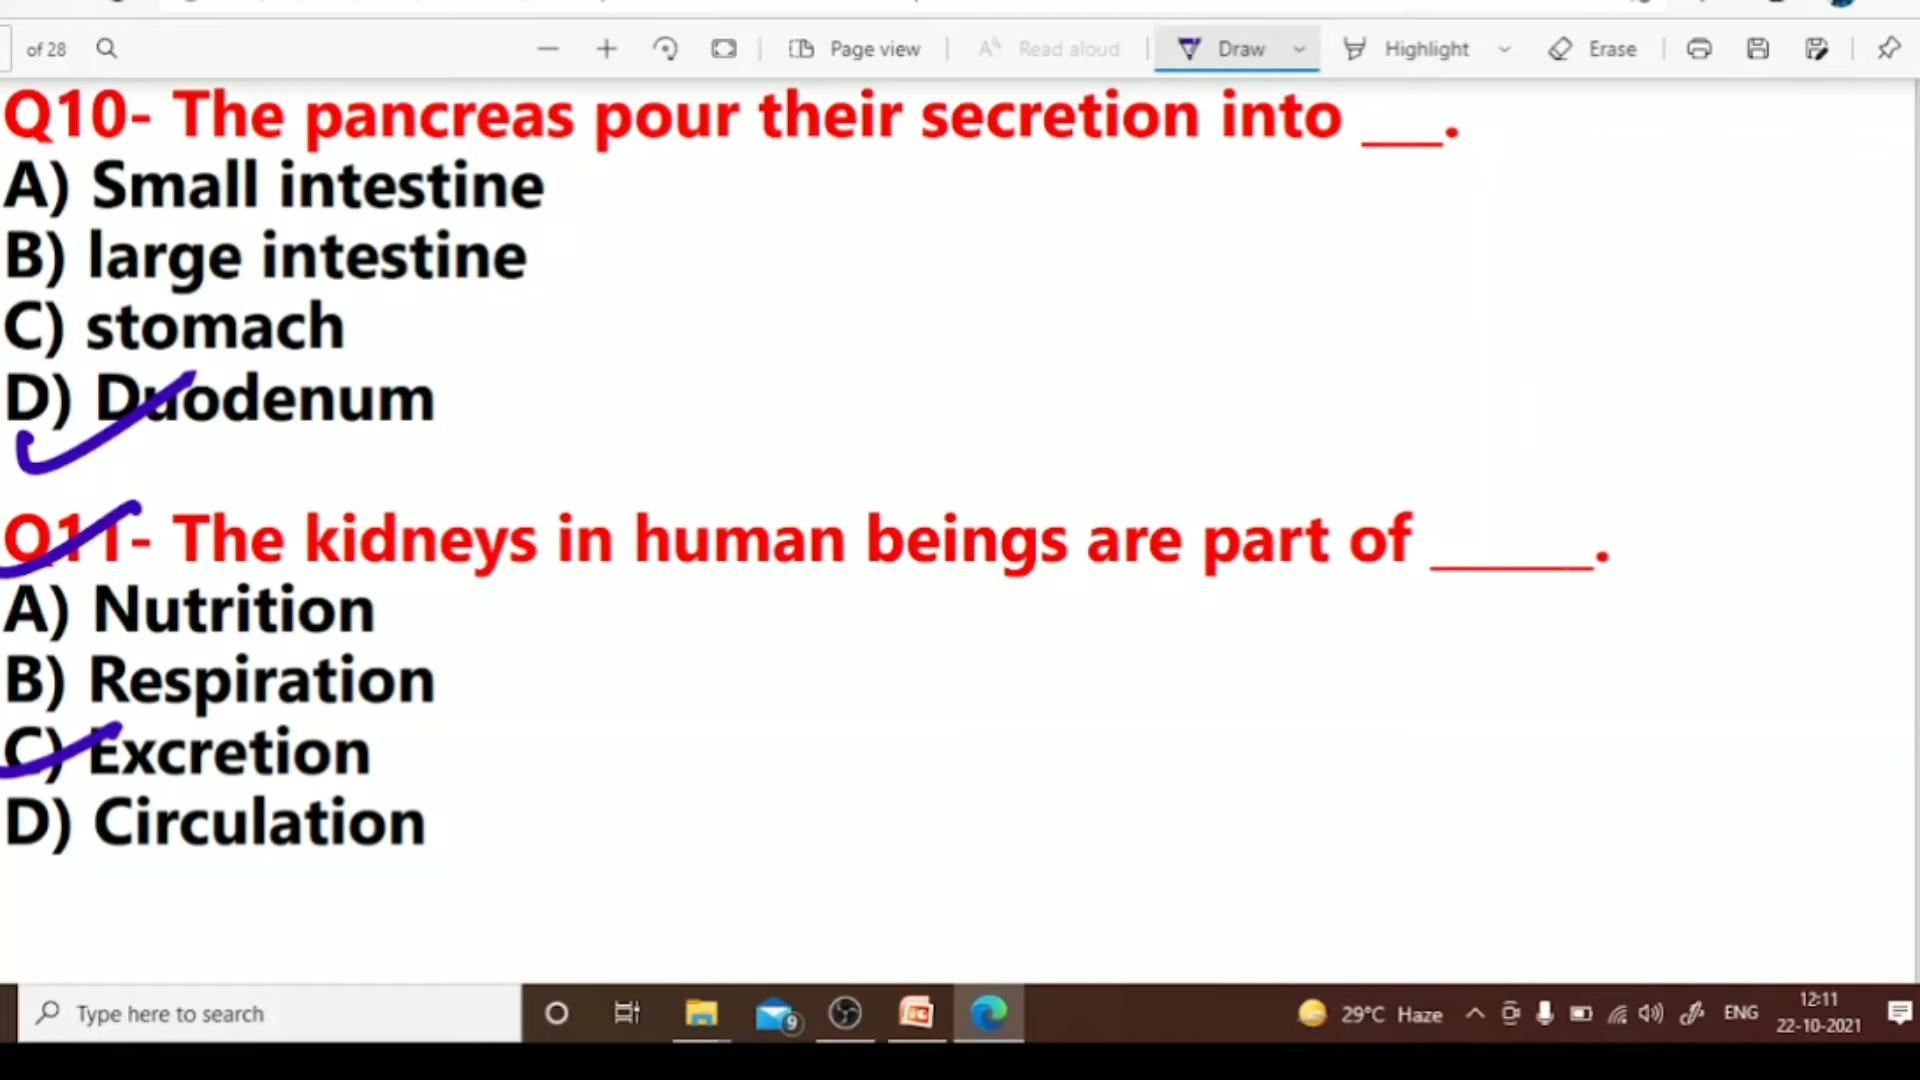 of 28
Page view
Read aloud
Draw
Highlight
Erase
Q10- The pancreas pour their secretion into ___.
A) Small intestine
B) large intestine
C) stomach
D) Duodenum
Q11- The kidneys in human beings are part of ______.
A) Nutrition
B) Respiration
C) Excretion
D) Circulation
Type here to search
9
29°C Haze
ENG
12:11
22-10-2021